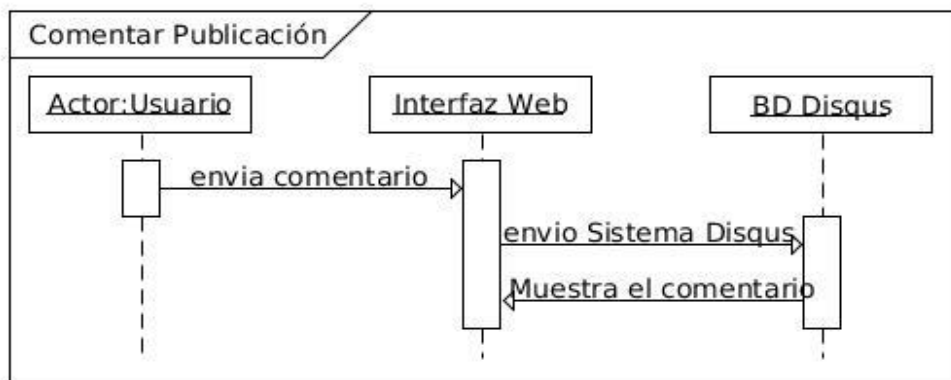 Comentar Publicación
Actor:Usuario
Interfaz Web
BD Disqus
envia comentario
envio Sistema Disqus
Muestra el comentario